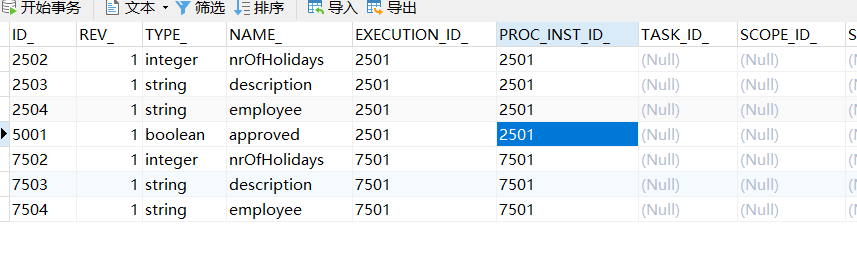 开始事务 文本 筛选 排序 导入 导出
ID_ REV_ TYPE_ NAME_ EXECUTION_ID_ PROC_INST_ID_ TASK_ID_ SCOPE_ID_ S
2502 1 integer nrOfHolidays 2501 2501 (Null) (Null) (
2503 1 string description 2501 2501 (Null) (Null) (
2504 1 string employee 2501 2501 (Null) (Null) (
5001 1 boolean approved 2501 2501 (Null) (Null) (
7502 1 integer nrOfHolidays 7501 7501 (Null) (Null) (
7503 1 string description 7501 7501 (Null) (Null) (
7504 1 string employee 7501 7501 (Null) (Null) (